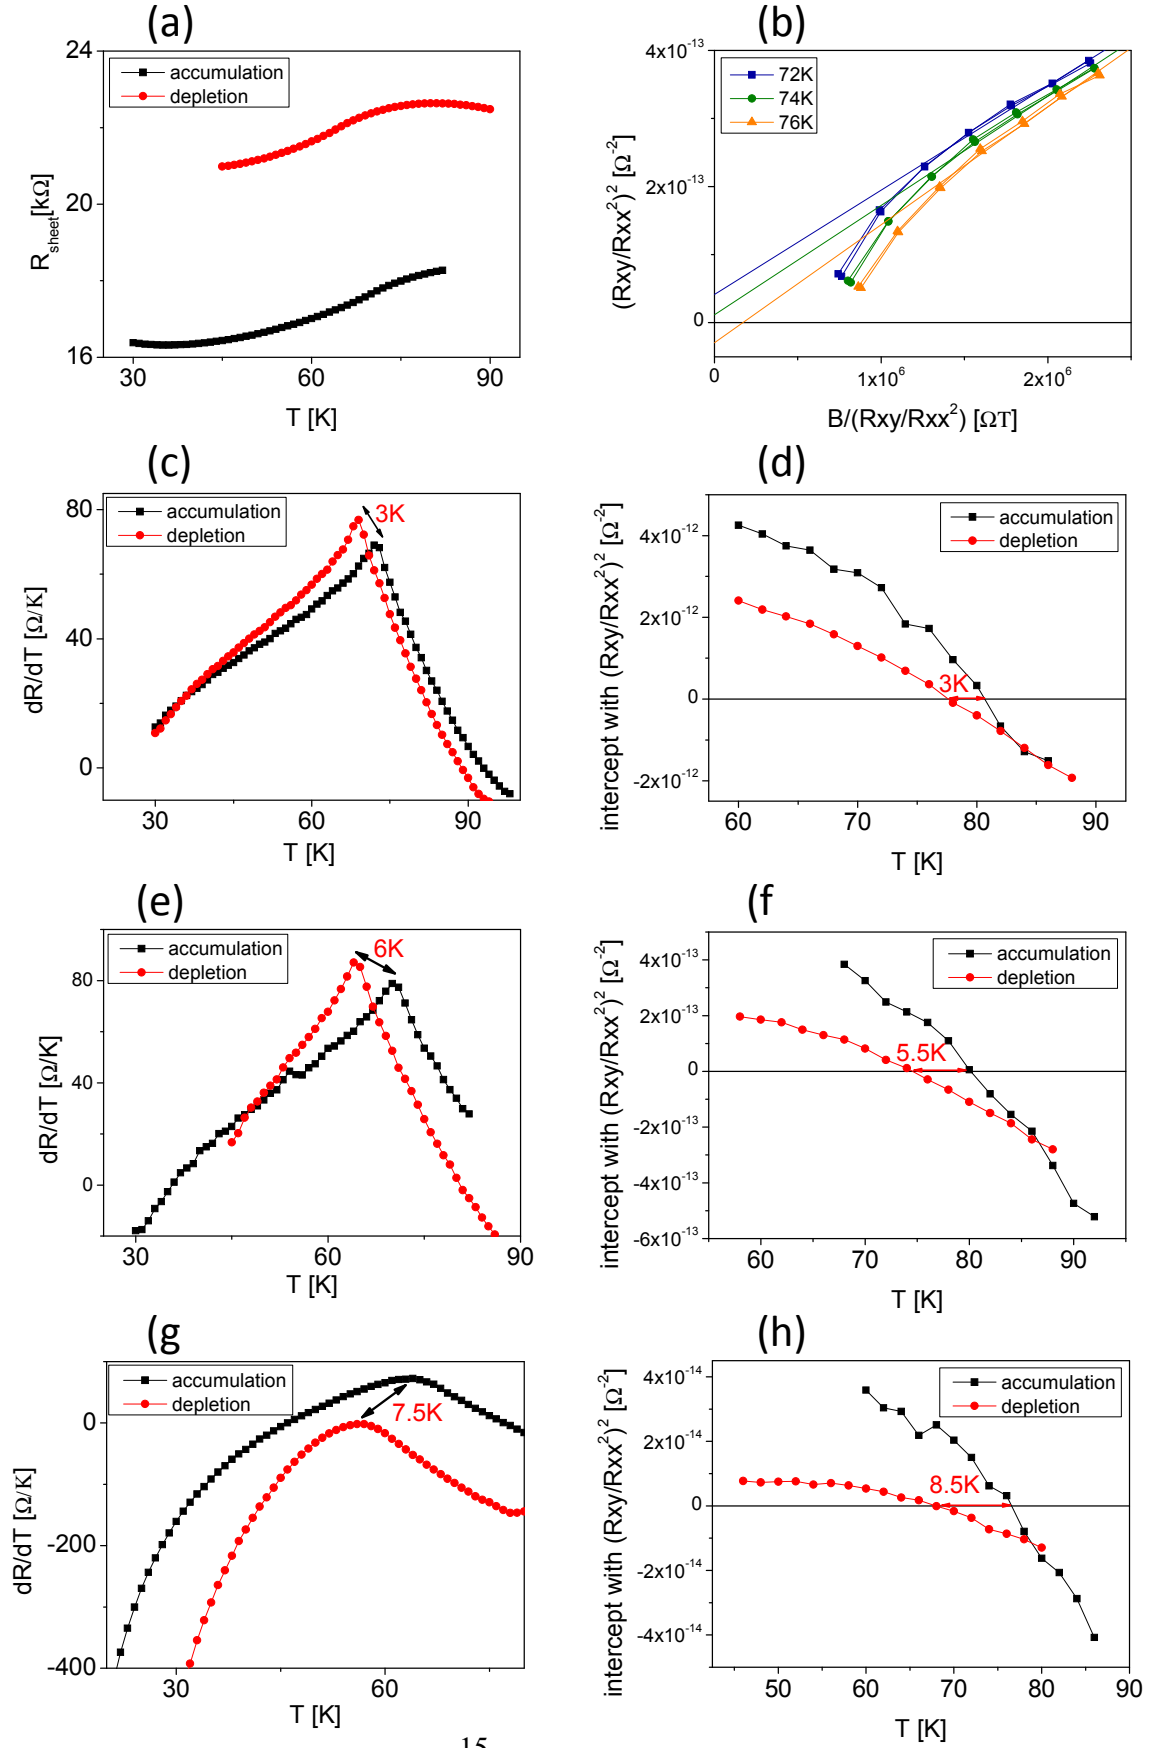 (a)
24
20
16
30
60
90
accumulation
depletion
R_sheet[kΩ]
T [K]
(b)
4x10^-13
2x10^-13
0
0
1x10^6
2x10^6
72K
74K
76K
(Rxy/Rxx^2)^2 [Ω^-2]
B/(Rxy/Rxx^2) [ΩT]
(c)
80
40
0
30
60
90
accumulation
depletion
3K
dR/dT [Ω/K]
T [K]
(d)
4x10^-12
2x10^-12
0
-2x10^-12
60
70
80
90
accumulation
depletion
3K
intercept with (Rxy/Rxx^2)^2 [Ω^-2]
T [K]
(e)
80
40
0
30
60
90
accumulation
depletion
6K
dR/dT [Ω/K]
T [K]
(f
4x10^-13
2x10^-13
0
-2x10^-13
-4x10^-13
-6x10^-13
60
70
80
90
accumulation
depletion
5.5K
intercept with (Rxy/Rxx^2)^2 [Ω^-2]
T [K]
(g
0
-200
-400
30
60
accumulation
depletion
7.5K
dR/dT [Ω/K]
T [K]
(h)
4x10^-14
2x10^-14
0
-2x10^-14
-4x10^-14
50
60
70
80
90
accumulation
depletion
8.5K
intercept with (Rxy/Rxx^2)^2 [Ω^-2]
T [K]
15